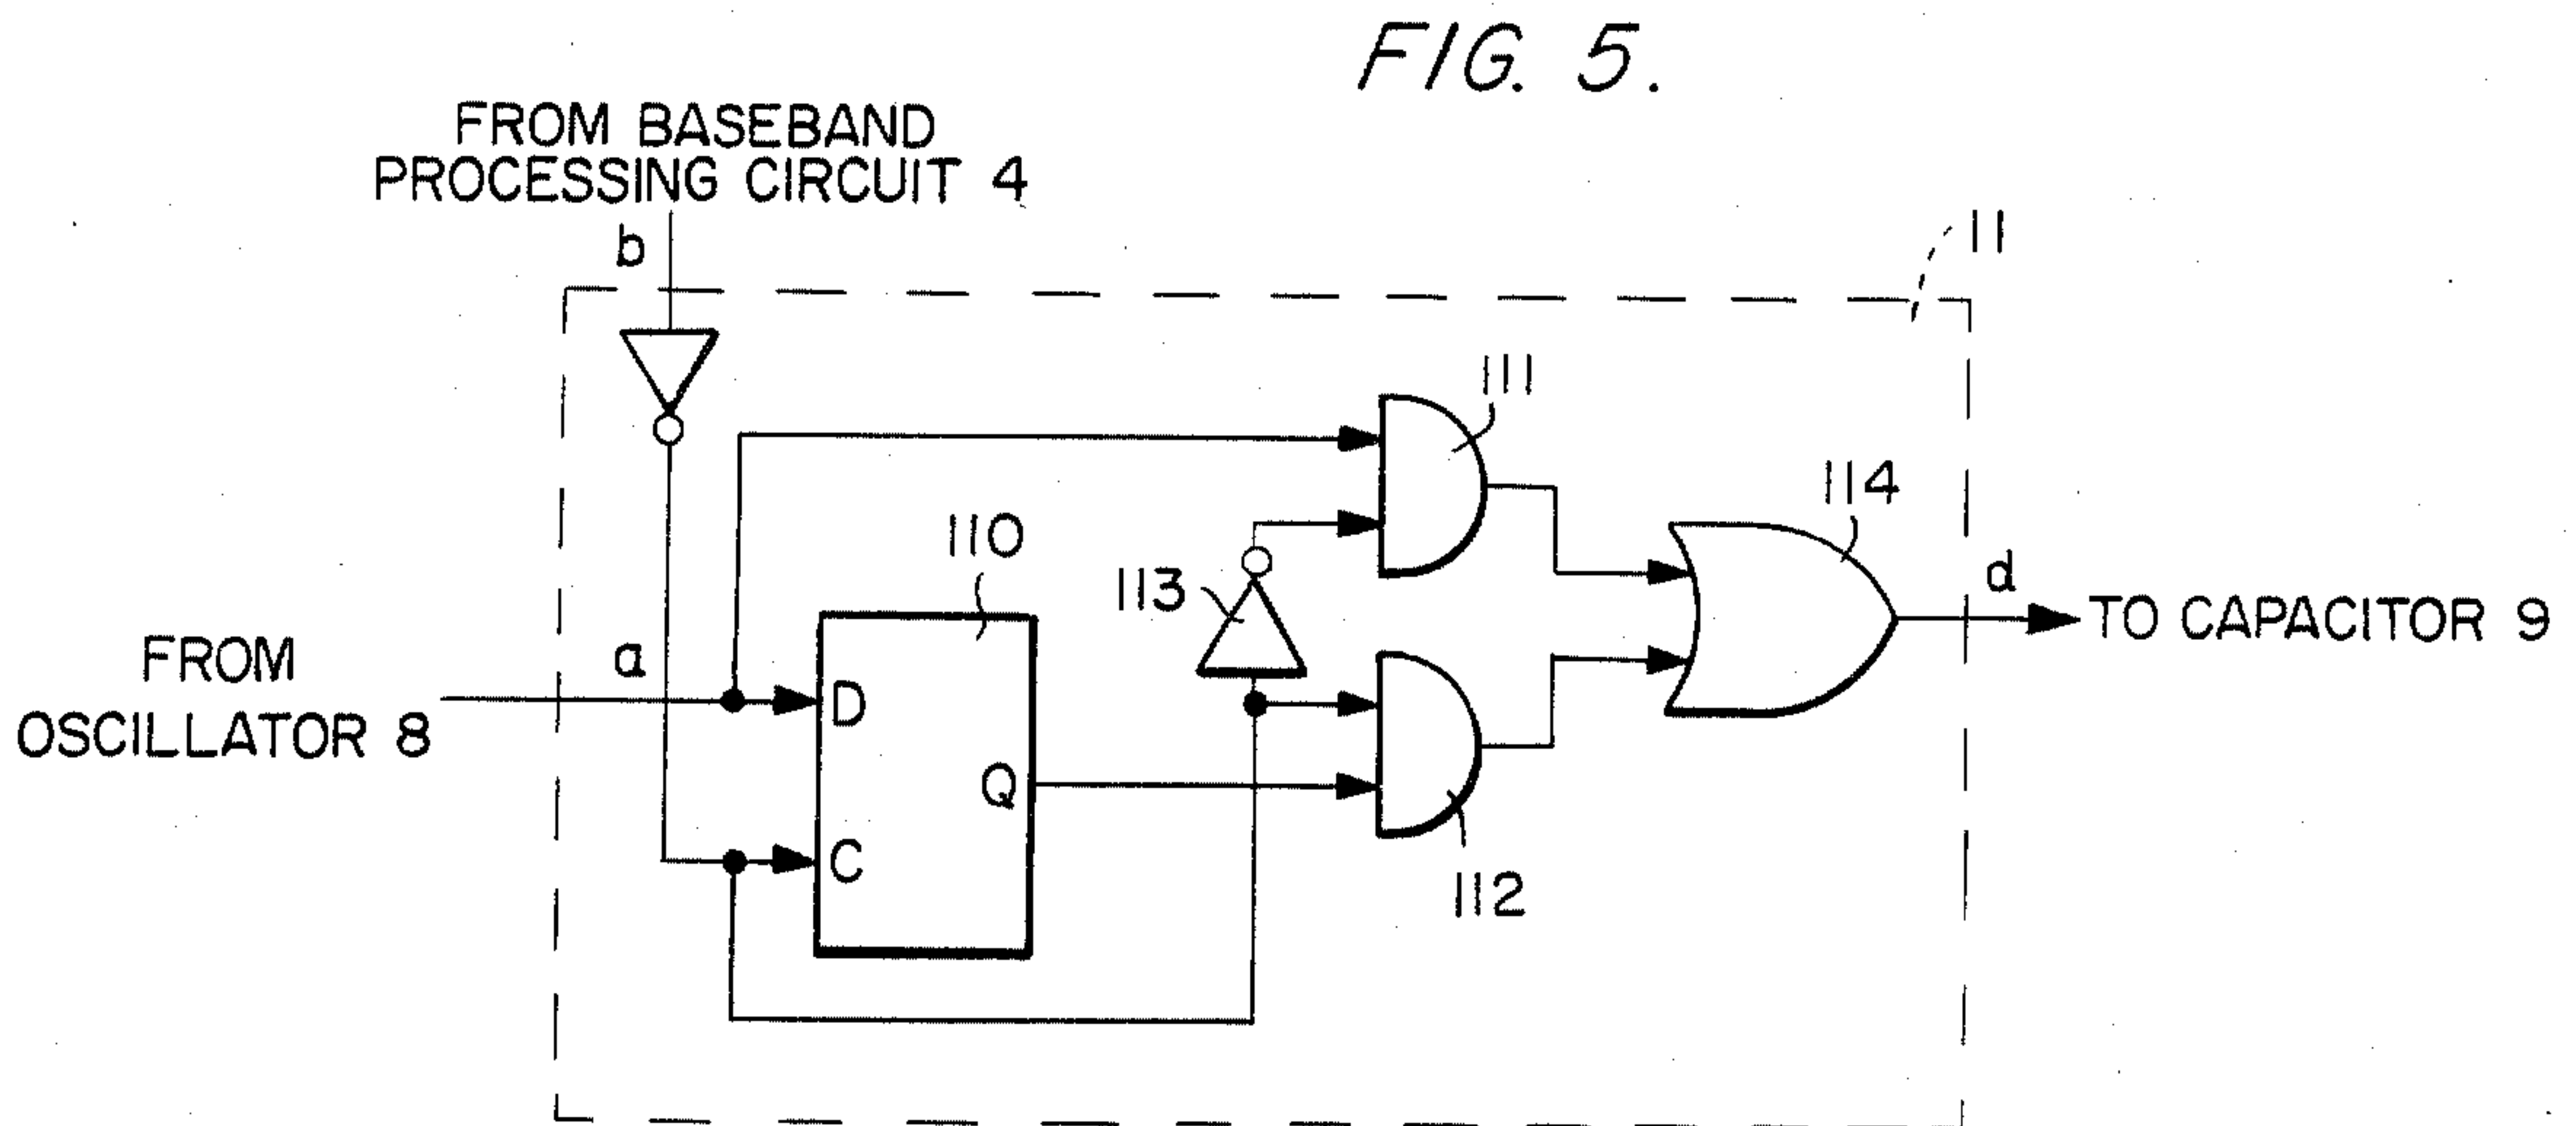 FIG. 5.
FROM BASEBAND
PROCESSING CIRCUIT 4
b
11
111
114
110
113
d
TO CAPACITOR 9
FROM
OSCILLATOR 8
a
D
Q
C
112